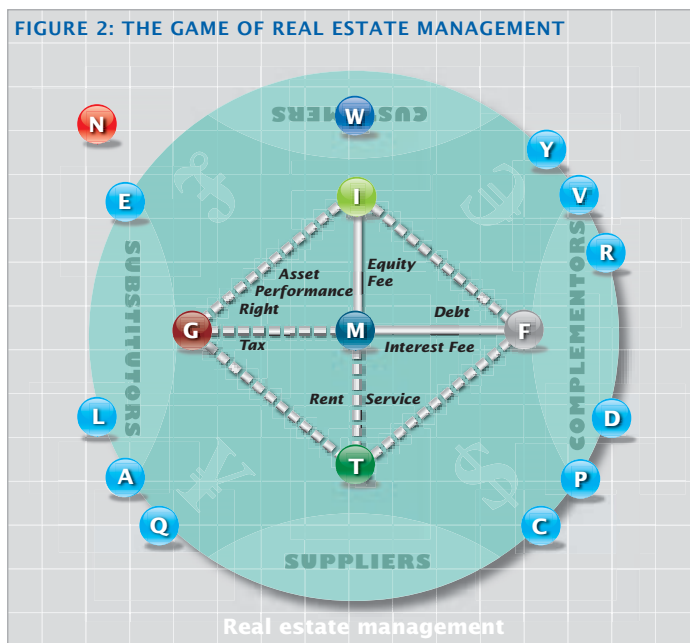 FIGURE 2: THE GAME OF REAL ESTATE MANAGEMENT
N
CUSTOMERS
W
Y
E
I
V
R
SUBSTITUTORS
COMPLEMENTORS
Asset
Performance
Right
Equity
Fee
G
Tax
M
Debt
Interest Fee
F
Rent
Service
L
D
A
T
P
Q
C
¥
$
£
€
SUPPLIERS
Real estate management